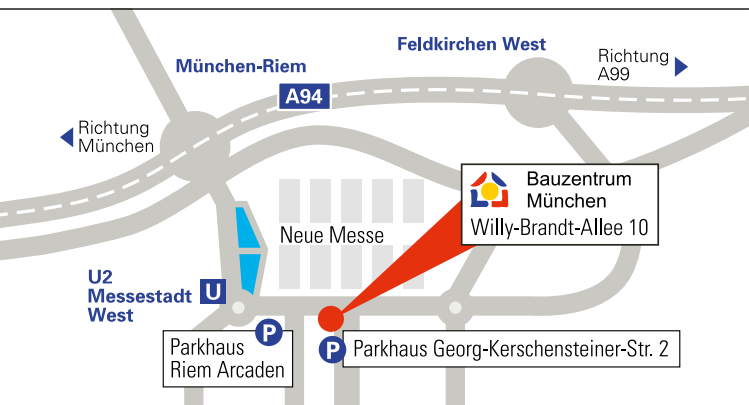 Feldkirchen West
Richtung
A99
München-Riem
A94
Richtung
München
Bauzentrum
München
Willy-Brandt-Allee 10
Neue Messe
U2
Messestadt
West
U
P
Parkhaus
Riem Arcaden
P
Parkhaus Georg-Kerschensteiner-Str. 2